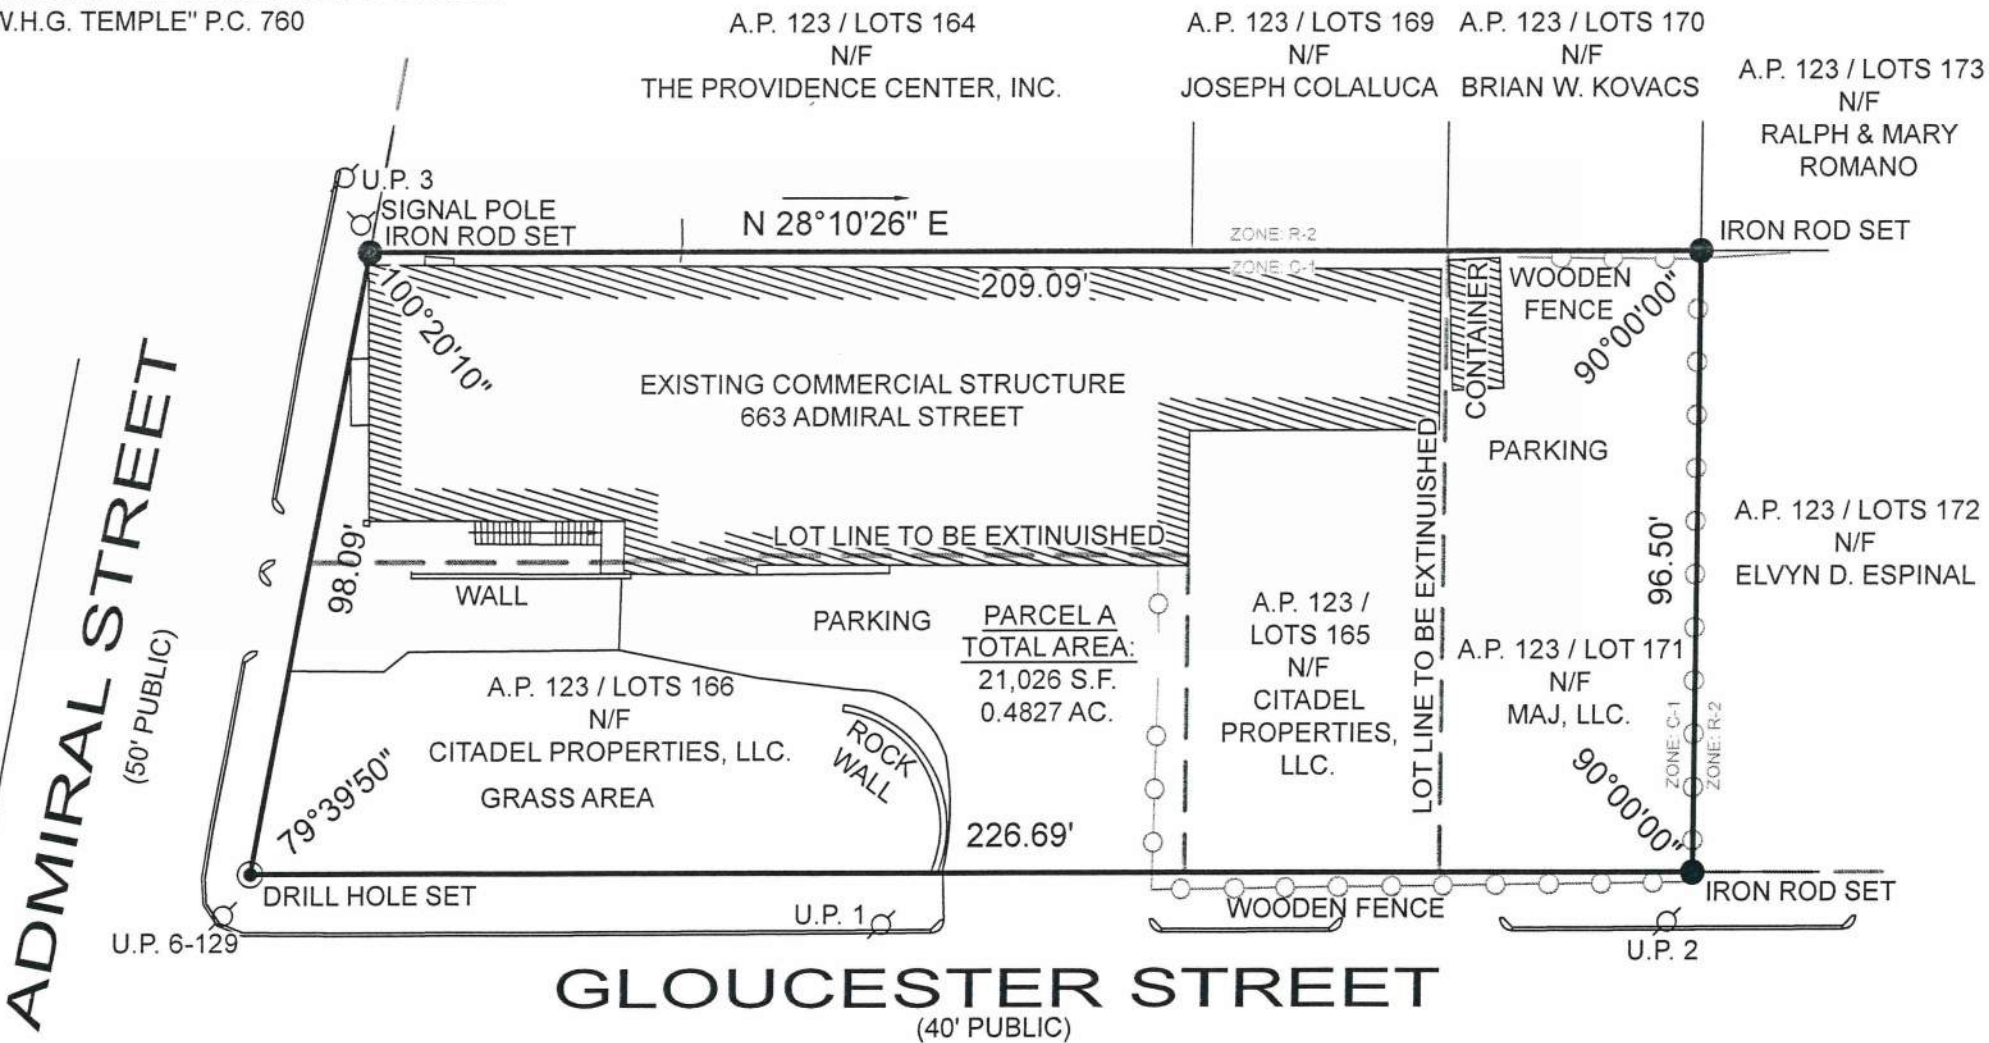 W.H.G. TEMPLE" P.C. 760
A.P. 123 / LOTS 164
N/F
THE PROVIDENCE CENTER, INC.
A.P. 123 / LOTS 169
N/F
JOSEPH COLALUCA
A.P. 123 / LOTS 170
N/F
BRIAN W. KOVACS
A.P. 123 / LOTS 173
N/F
RALPH & MARY
ROMANO
U.P. 3
SIGNAL POLE
IRON ROD SET
N 28°10'26" E
ZONE: R-2
ZONE: C-1
IRON ROD SET
209.09'
WOODEN
FENCE
CONTAINER
90°00'00"
100°20'10"
EXISTING COMMERCIAL STRUCTURE
663 ADMIRAL STREET
PARKING
ADMIRAL STREET
(50' PUBLIC)
98.09'
LOT LINE TO BE EXTINUISHED
LOT LINE TO BE EXTINUISHED
96.50'
A.P. 123 / LOTS 172
N/F
ELVYN D. ESPINAL
WALL
PARKING
PARCEL A
TOTAL AREA:
21,026 S.F.
0.4827 AC.
A.P. 123 /
LOTS 165
N/F
CITADEL
PROPERTIES,
LLC.
A.P. 123 / LOT 171
N/F
MAJ, LLC.
ZONE: C-1
ZONE: R-2
A.P. 123 / LOTS 166
N/F
CITADEL PROPERTIES, LLC.
GRASS AREA
ROCK
WALL
79°39'50"
226.69'
90°00'00"
DRILL HOLE SET
IRON ROD SET
U.P. 6-129
U.P. 1
WOODEN FENCE
U.P. 2
GLOUCESTER STREET
(40' PUBLIC)